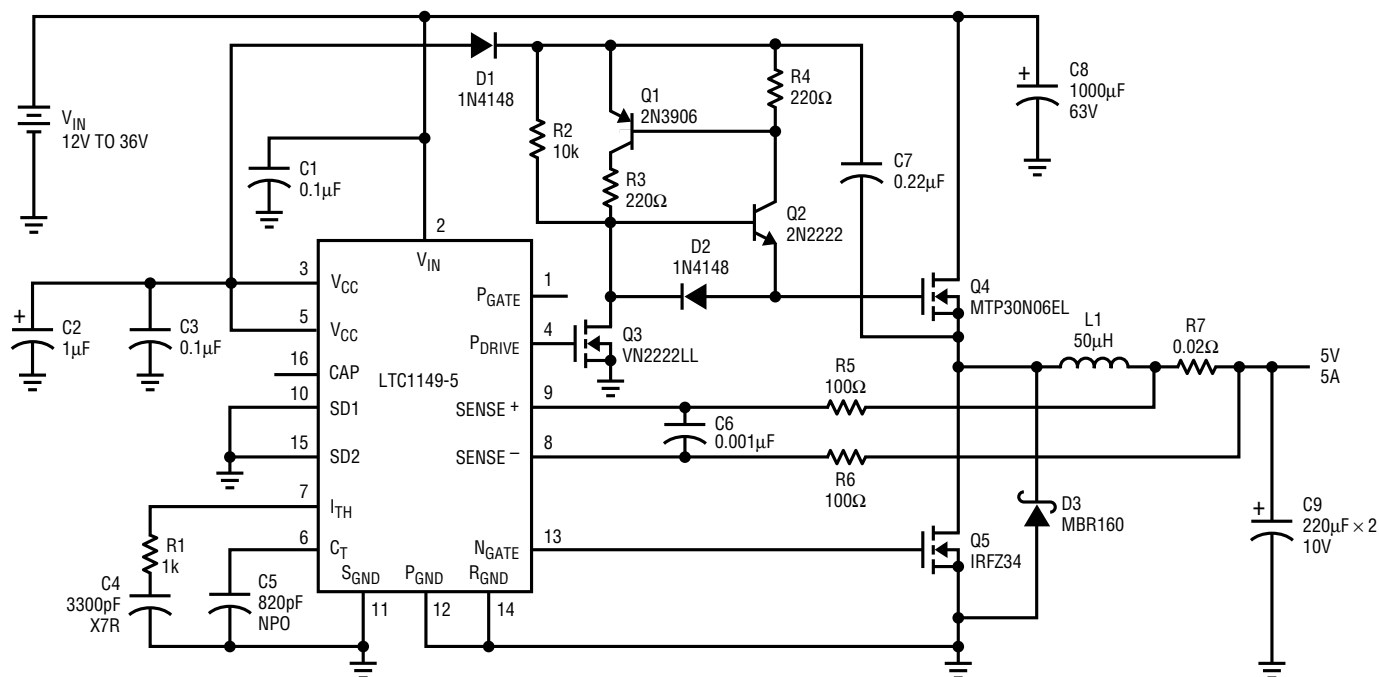 V_IN
12V TO 36V
D1
1N4148
R2
10k
Q1
2N3906
R3
220Ω
R4
220Ω
Q2
2N2222
C7
0.22µF
C8
1000µF
63V
+
C1
0.1µF
2
V_IN
D2
1N4148
Q4
MTP30N06EL
L1
50µH
R7
0.02Ω
5V
5A
+
C2
1µF
C3
0.1µF
3
V_CC
5
V_CC
16
CAP
10
SD1
15
SD2
7
I_TH
6
C_T
LTC1149-5
P_GATE
1
P_DRIVE
4
Q3
VN2222LL
SENSE +
9
SENSE –
8
N_GATE
13
R5
100Ω
C6
0.001µF
R6
100Ω
Q5
IRFZ34
D3
MBR160
+
C9
220µF × 2
10V
R1
1k
C4
3300pF
X7R
C5
820pF
NPO
S_GND
P_GND
R_GND
11
12
14